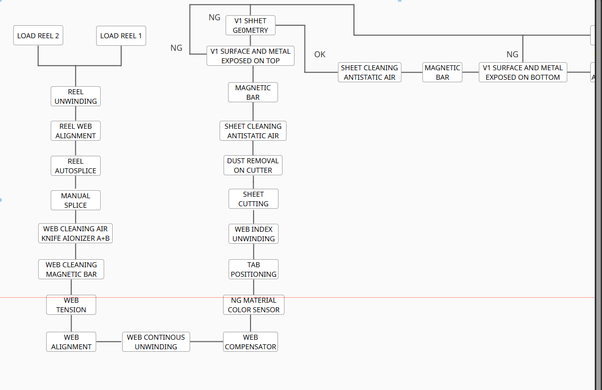 LOAD REEL 2
LOAD REEL 1
REEL
UNWINDING
REEL WEB
ALIGNMENT
REEL
AUTOSPLICE
MANUAL
SPLICE
WEB CLEANING AIR
KNIFE AIONIZER A+B
WEB CLEANING
MAGNETIC BAR
WEB
TENSION
WEB
ALIGNMENT
WEB CONTINOUS
UNWINDING
WEB
COMPENSATOR
NG MATERIAL
COLOR SENSOR
TAB
POSITIONING
WEB INDEX
UNWINDING
SHEET
CUTTING
DUST REMOVAL
ON CUTTER
SHEET CLEANING
ANTISTATIC AIR
MAGNETIC
BAR
V1 SURFACE AND METAL
EXPOSED ON TOP
NG
V1 SHHET
GE0METRY
NG
OK
SHEET CLEANING
ANTISTATIC AIR
MAGNETIC
BAR
V1 SURFACE AND METAL
EXPOSED ON BOTTOM
NG